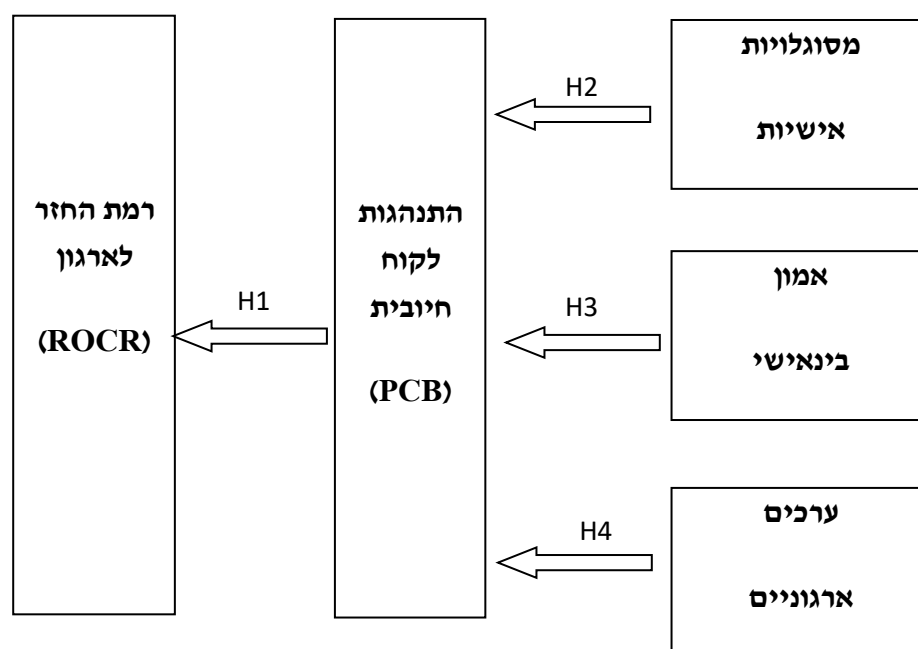 מסוגלויות
אישיות
H2
אמון
בינאישי
H3
ערכים
ארגוניים
H4
התנהגות
לקוח
חיובית
(PCB)
H1
רמת החזר
לארגון
(ROCR)